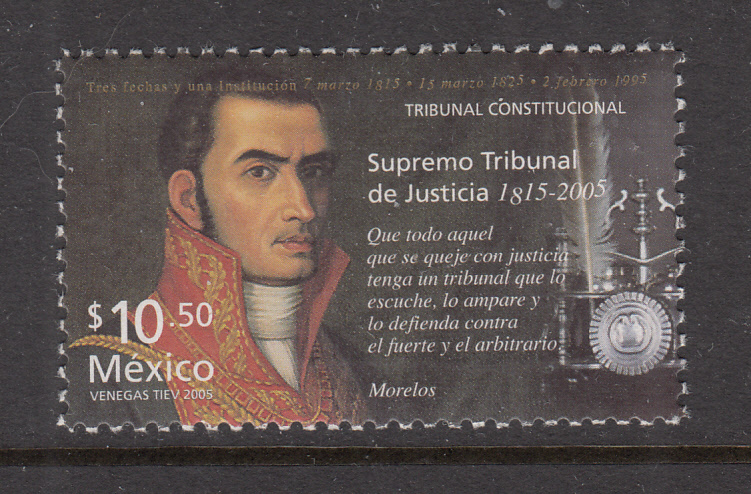 Tres fechas y una institución 7 marzo 1815 • 15 marzo 1825 • 2 febrero 1995
TRIBUNAL CONSTITUCIONAL
Supremo Tribunal
de Justicia 1815-2005
Que todo aquel
que se queje con justicia
tenga un tribunal que lo
escuche, lo ampare y
lo defienda contra
el fuerte y el arbitrario.
Morelos
$10.50
México
VENEGAS TIEV 2005